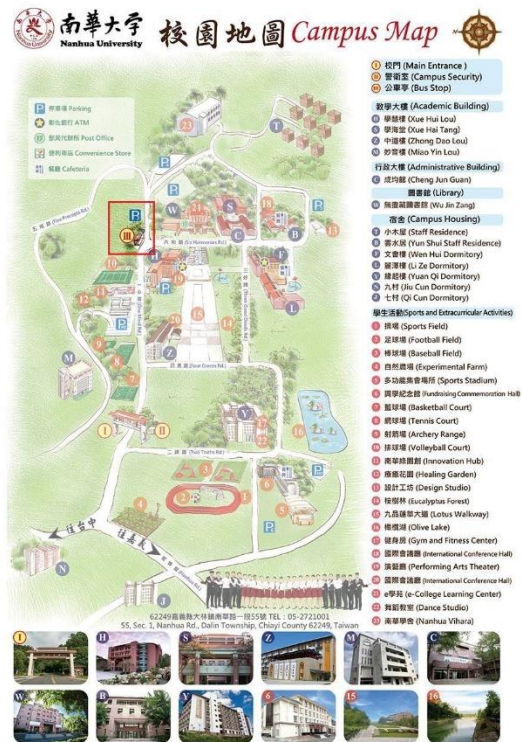 南華大學
Nanhua University
校園地圖 Campus Map
I 校門 (Main Entrance )
II 警衛室 (Campus Security)
III 公車亭 (Bus Stop)
教學大樓 (Academic Building)
H 學慧樓 (Xue Hui Lou)
S 學海堂 (Xue Hai Tang)
Z 中道樓 (Zhong Dao Lou)
M 妙音樓 (Miao Yin Lou)
行政大樓 (Administrative Building)
C 成均館 (Cheng Jun Guan)
圖書館 (Library)
W 無盡藏圖書館 (Wu Jin Zang)
宿舍 (Campus Housing)
T 小木屋 (Staff Residence)
B 雲水居 (Yun Shui Staff Residence)
F 文會樓 (Wen Hui Dormitory)
L 麗澤樓 (Li Ze Dormitory)
Y 緣起樓 (Yuan Qi Dormitory)
N 九村 (Jiu Cun Dormitory)
J 七村 (Qi Cun Dormitory)
學生活動(Sports and Extracurricular Activities)
1 操場 (Sports Field)
2 足球場 (Football Field)
3 棒球場 (Baseball Field)
4 自然農場 (Experimental Farm)
5 多功能集會場所 (Sports Stadium)
6 興學紀念館 (Fundraising Commemoration Hall)
7 籃球場 (Basketball Court)
8 網球場 (Tennis Court)
9 射箭場 (Archery Range)
10 排球場 (Volleyball Court)
11 南華綠園創 (Innovation Hub)
12 療癒花園 (Healing Garden)
13 設計工坊 (Design Studio)
14 桉樹林 (Eucalyptus Forest)
15 九品蓮華大道 (Lotus Walkway)
16 橄欖湖 (Olive Lake)
17 健身房 (Gym and Fitness Center)
18 國際會議廳 (International Conference Hall)
19 演藝廳 (Performing Arts Theater)
20 國際會議廳 (International Conference Hall)
21 e學苑 (e-College Learning Center)
22 舞蹈教室 (Dance Studio)
23 南華學舍 (Nanhua Vihara)
P 停車場 Parking
彰化銀行 ATM
郵局代辦所 Post Office
便利商店 Convenience Store
餐廳 Cafeteria
往台中
往嘉義
62249嘉義縣大林鎮南華路一段55號 TEL : 05-2721001
55, Sec. 1, Nanhua Rd., Dalin Township, Chiayi County 62249, Taiwan
I
H
S
Z
M
C
W
B
Y
6
15
16